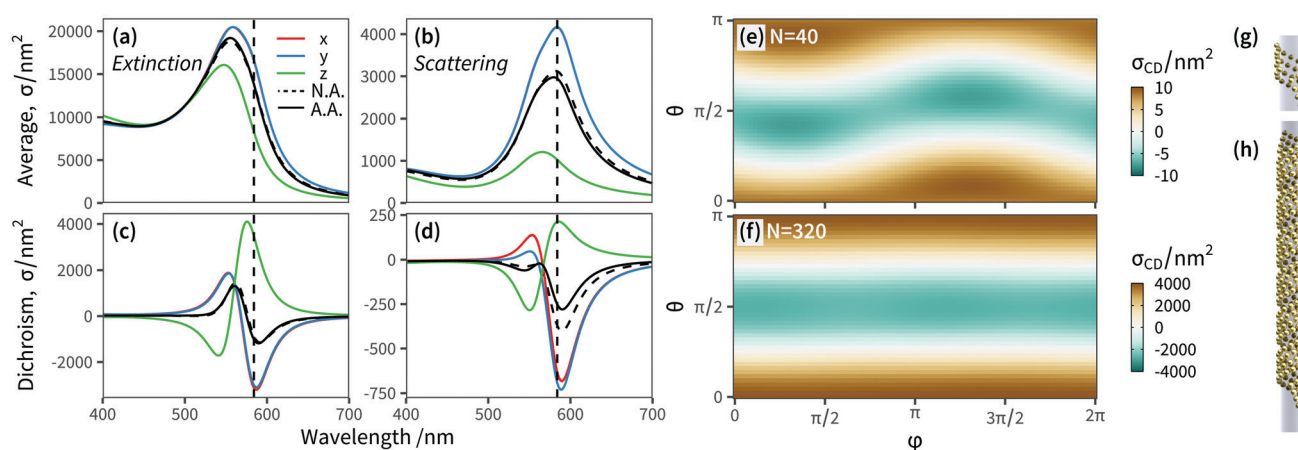 (a)
Extinction
x
y
z
N.A.
A.A.
20000
15000
10000
5000
0
Average, σ/nm²
(b)
Scattering
4000
3000
2000
1000
0
(c)
4000
2000
0
-2000
Dichroism, σ/nm²
400 500 600 700
(d)
250
0
-250
-500
-750
400 500 600 700
Wavelength /nm
(e) N=40
π
π/2
0
θ
σCD/nm²
10
5
0
-5
-10
(f) N=320
π
π/2
0
θ
0 π/2 π 3π/2 2π
φ
σCD/nm²
4000
2000
0
-2000
-4000
(g)
(h)